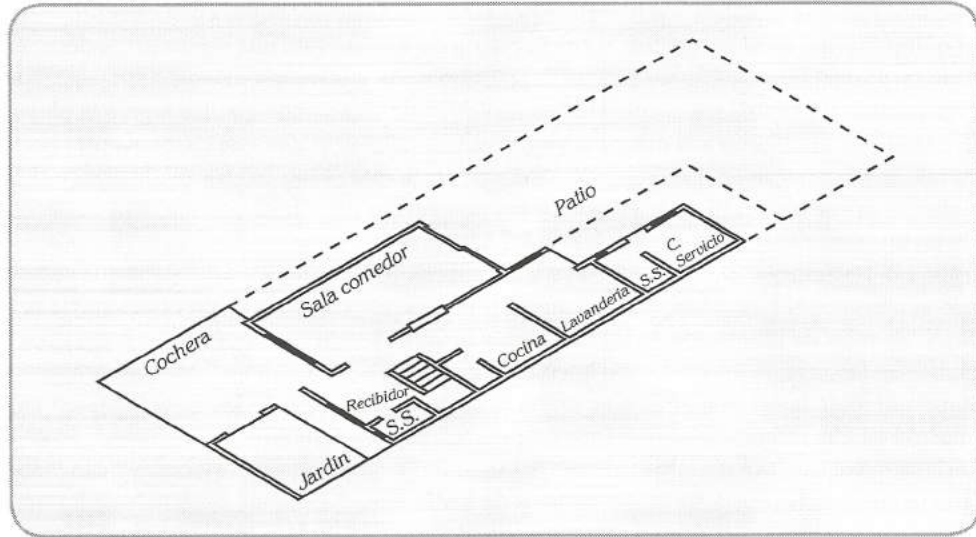 Patio
Sala comedor
Cochera
C.
Servicio
S.S.
Lavandería
Cocina
Recibidor
S.S.
Jardín